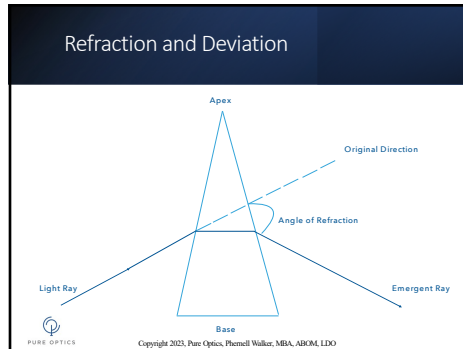 Refraction and Deviation
Apex
Original Direction
Angle of Refraction
Light Ray
Emergent Ray
Base
PURE OPTICS
Copyright 2023, Pure Optics, Phernell Walker, MBA, ABOM, LDO